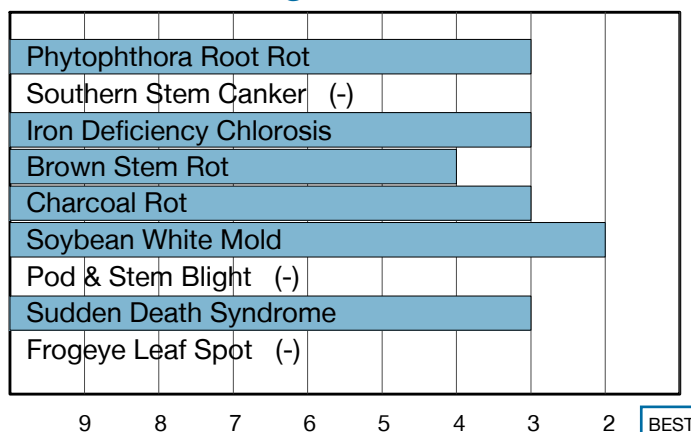 Phytophthora Root Rot
Southern Stem Canker (-)
Iron Deficiency Chlorosis
Brown Stem Rot
Charcoal Rot
Soybean White Mold
Pod & Stem Blight (-)
Sudden Death Syndrome
Frogeye Leaf Spot (-)
9 8 7 6 5 4 3 2 BEST